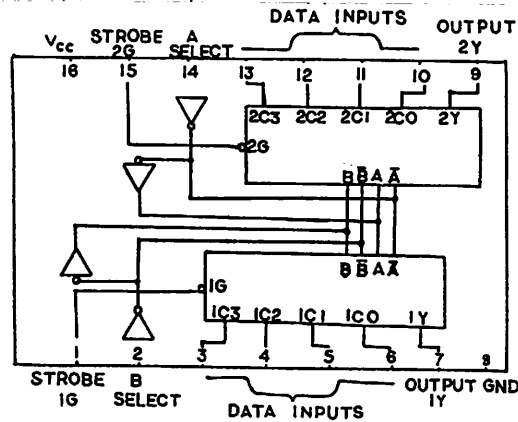 DATA INPUTS
OUTPUT
2Y
STROBE
2G
A
SELECT
VCC
16 15 14 13 12 11 10 9
2C3 2C2 2C1 2C0 2Y
2G
B B̅ A A̅
B B̅ A A̅
1G
1C3 1C2 1C1 1C0 1Y
1 2 3 4 5 6 7 8
STROBE
1G
B
SELECT
DATA INPUTS
OUTPUT
1Y
GND